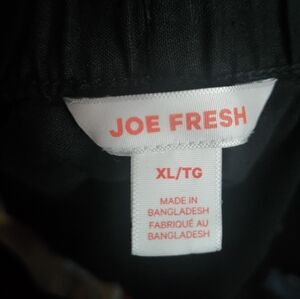 JOE FRESH
XL/TG
MADE IN
BANGLADESH
FABRIQUÉ AU
BANGLADESH